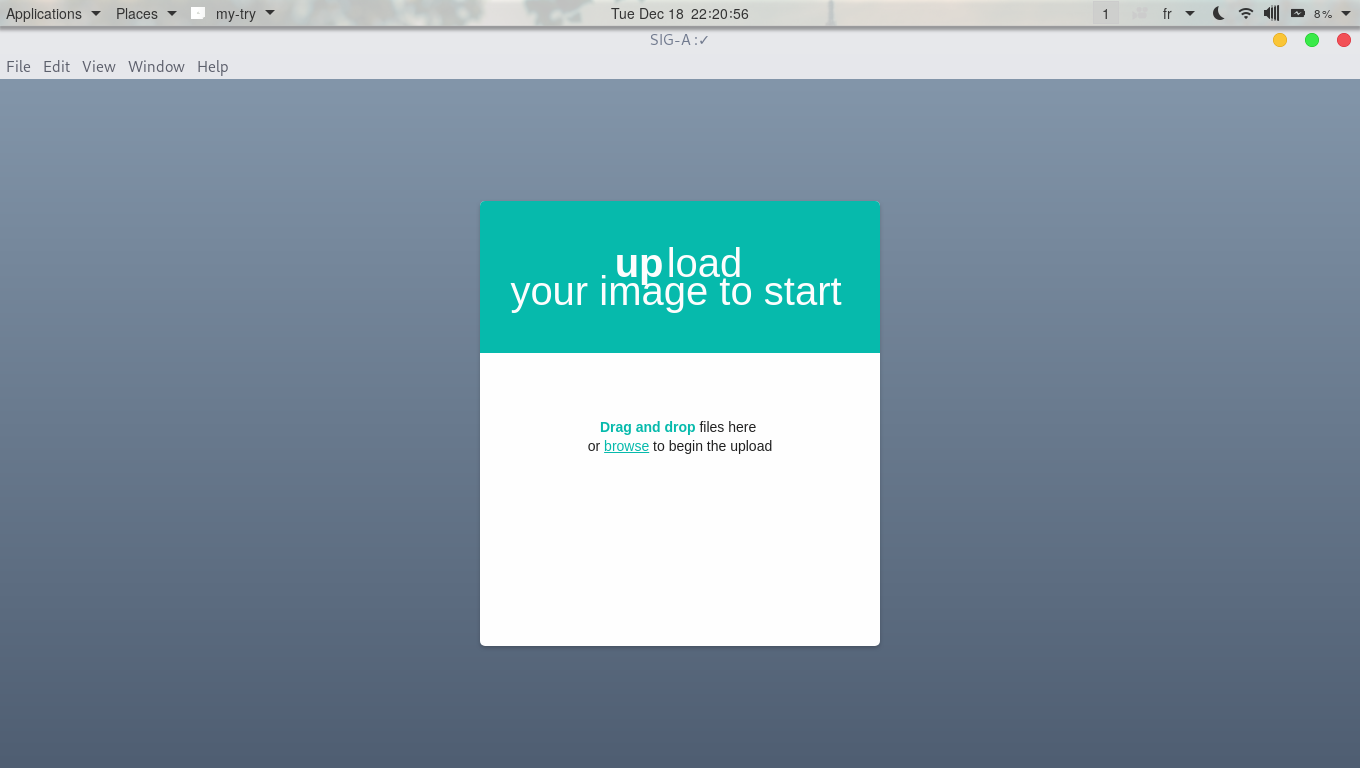 Applications Places my-try Tue Dec 18 22:20:56 1 fr 8%
SIG-A :✓
File Edit View Window Help
upload
your image to start
Drag and drop files here
or browse to begin the upload